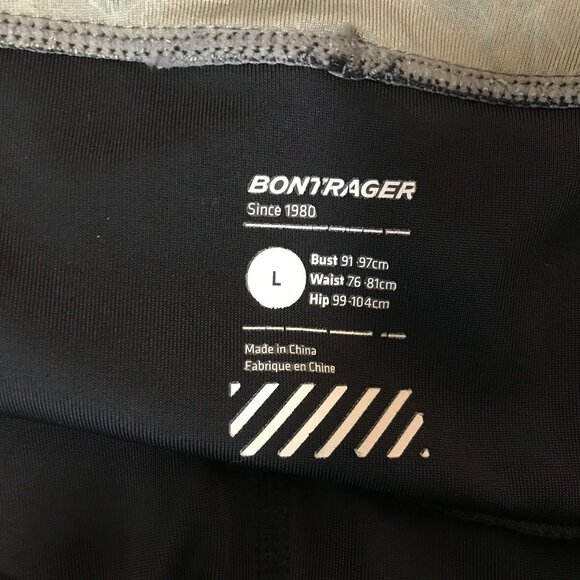 BONTRAGER
Since 1980
L
Bust 91-97cm
Waist 76-81cm
Hip 99-104cm
Made in China
Fabrique en Chine